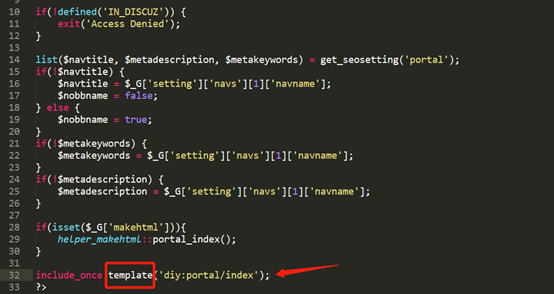 10 if(!defined('IN_DISCUZ')) {
11 exit('Access Denied');
12 }
13
14 list($navtitle, $metadescription, $metakeywords) = get_seosetting('portal');
15 if(!$navtitle) {
16 $navtitle = $_G['setting']['navs'][1]['navname'];
17 $nobbname = false;
18 } else {
19 $nobbname = true;
20 }
21 if(!$metakeywords) {
22 $metakeywords = $_G['setting']['navs'][1]['navname'];
23 }
24 if(!$metadescription) {
25 $metadescription = $_G['setting']['navs'][1]['navname'];
26 }
27
28 if(isset($_G['makehtml'])){
29 helper_makehtml::portal_index();
30 }
31
32 include_once template('diy:portal/index');
33 ?>